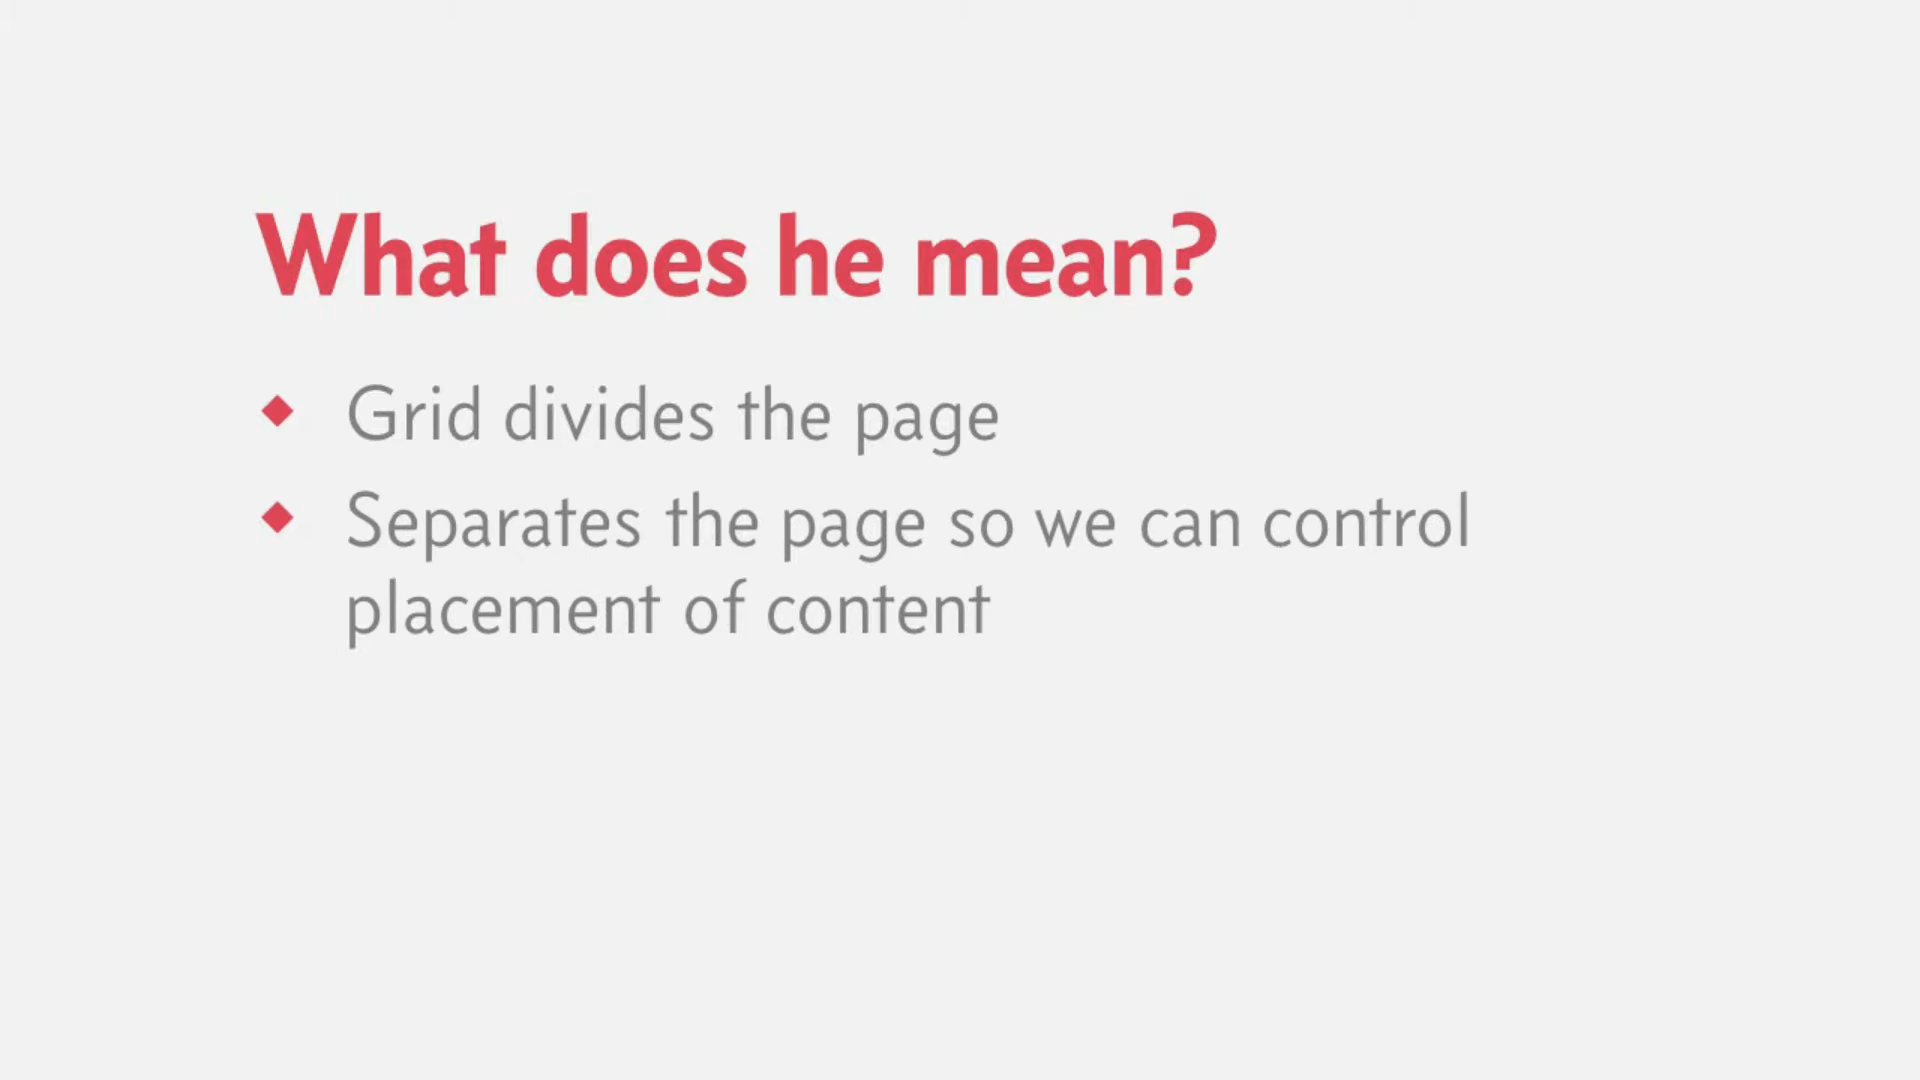 What does he mean?
Grid divides the page
Separates the page so we can control
placement of content